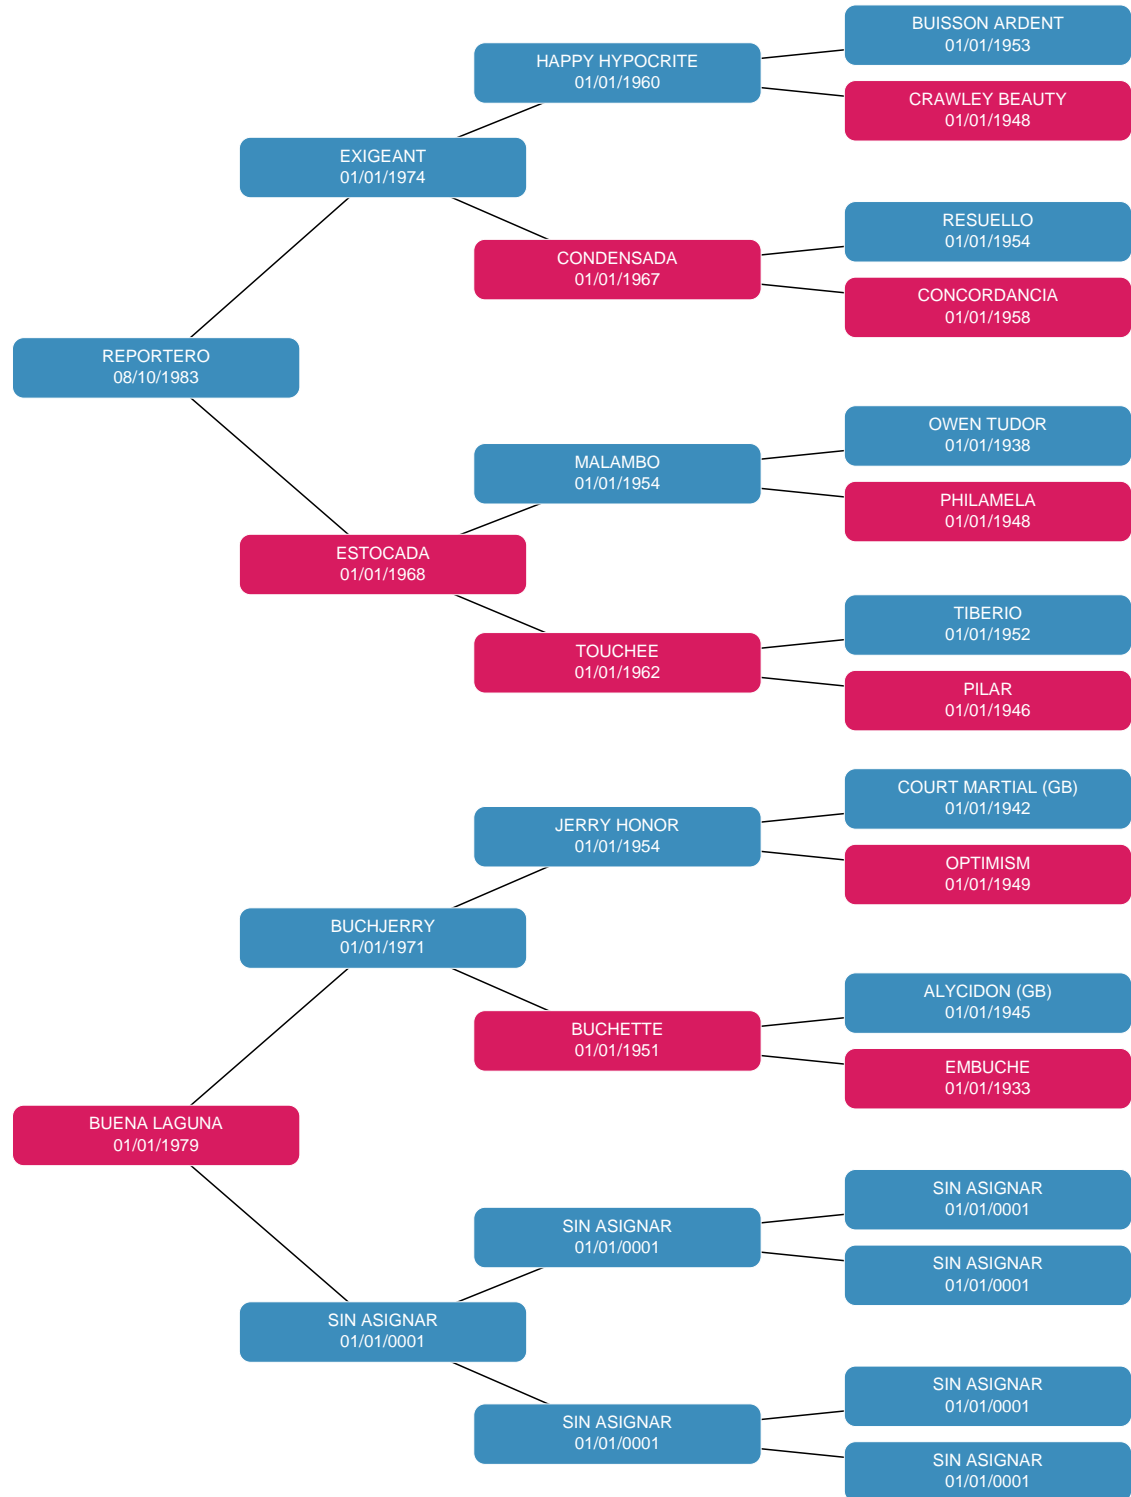 BUISSON ARDENT
01/01/1953
HAPPY HYPOCRITE
01/01/1960
CRAWLEY BEAUTY
01/01/1948
EXIGEANT
01/01/1974
RESUELLO
01/01/1954
CONDENSADA
01/01/1967
CONCORDANCIA
01/01/1958
REPORTERO
08/10/1983
OWEN TUDOR
01/01/1938
MALAMBO
01/01/1954
PHILAMELA
01/01/1948
ESTOCADA
01/01/1968
TIBERIO
01/01/1952
TOUCHEE
01/01/1962
PILAR
01/01/1946
COURT MARTIAL (GB)
01/01/1942
JERRY HONOR
01/01/1954
OPTIMISM
01/01/1949
BUCHJERRY
01/01/1971
ALYCIDON (GB)
01/01/1945
BUCHETTE
01/01/1951
EMBUCHE
01/01/1933
BUENA LAGUNA
01/01/1979
SIN ASIGNAR
01/01/0001
SIN ASIGNAR
01/01/0001
SIN ASIGNAR
01/01/0001
SIN ASIGNAR
01/01/0001
SIN ASIGNAR
01/01/0001
SIN ASIGNAR
01/01/0001
SIN ASIGNAR
01/01/0001